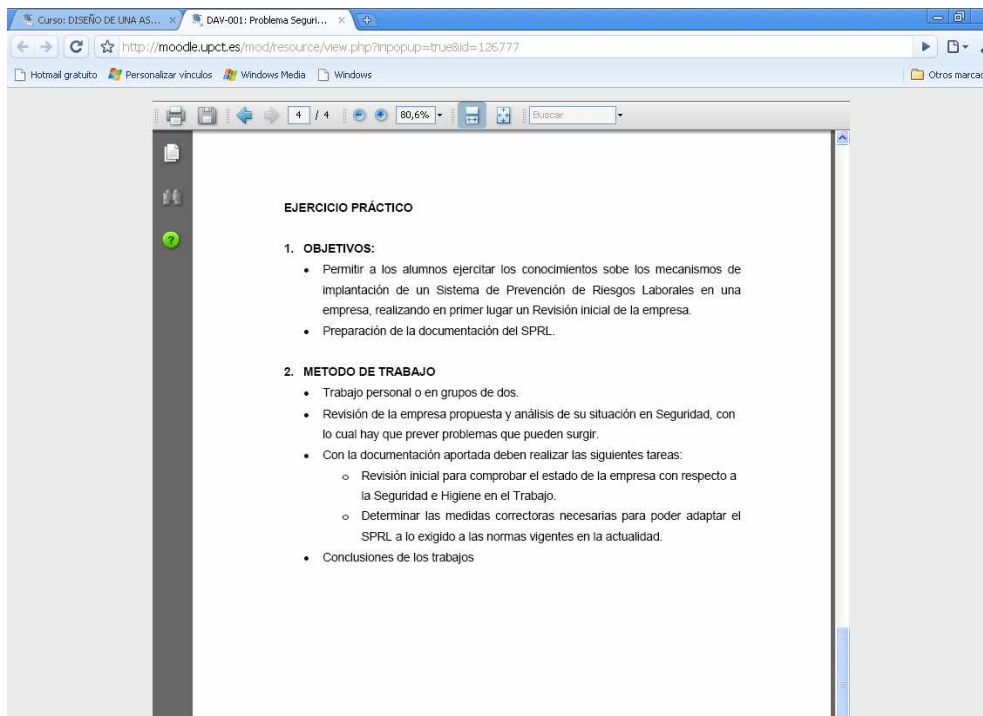 Curso: DISEÑO DE UNA AS...
DAV-001: Problema Seguri...
http://moodle.upct.es/mod/resource/view.php?inpopup=true&id=126777
Hotmail gratuito Personalizar vínculos Windows Media Windows
Otros marcad
4 / 4 80,6% Buscar
EJERCICIO PRÁCTICO
1. OBJETIVOS:
• Permitir a los alumnos ejercitar los conocimientos sobe los mecanismos de
implantación de un Sistema de Prevención de Riesgos Laborales en una
empresa, realizando en primer lugar un Revisión inicial de la empresa.
• Preparación de la documentación del SPRL.
2. METODO DE TRABAJO
• Trabajo personal o en grupos de dos.
• Revisión de la empresa propuesta y análisis de su situación en Seguridad, con
lo cual hay que prever problemas que pueden surgir.
• Con la documentación aportada deben realizar las siguientes tareas:
o Revisión inicial para comprobar el estado de la empresa con respecto a
la Seguridad e Higiene en el Trabajo.
o Determinar las medidas correctoras necesarias para poder adaptar el
SPRL a lo exigido a las normas vigentes en la actualidad.
• Conclusiones de los trabajos